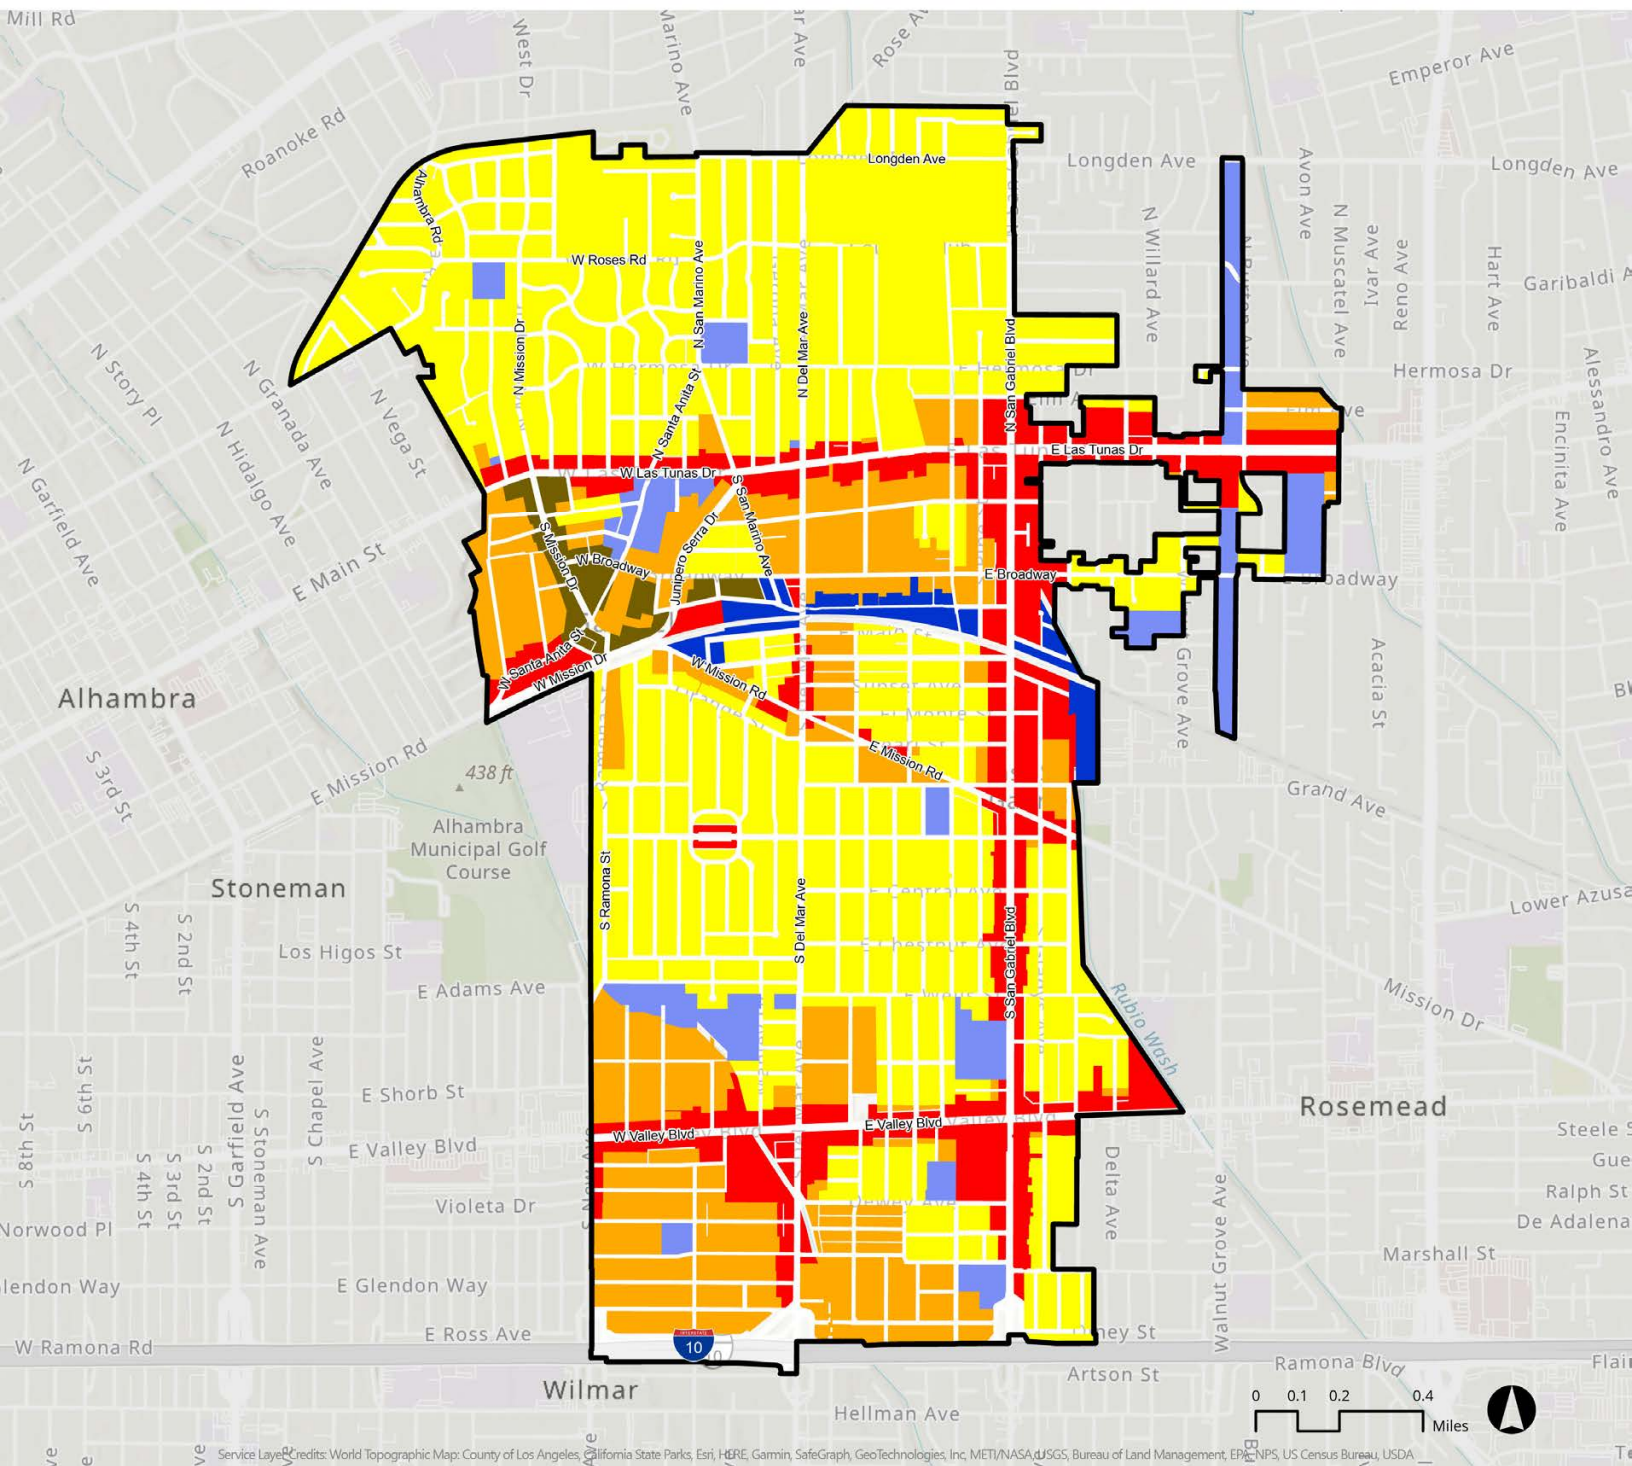 Mill Rd
West Dr
Roanoke Rd
Emperor Ave
Longden Ave
Longden Ave
Longden Ave
Alhambra Rd
W Roses Rd
N San Marino Ave
N Mission Dr
N Del Mar Ave
N San Gabriel Blvd
N Willard Ave
Avon Ave
N Muscatel Ave
Ivar Ave
Reno Ave
Hart Ave
Hermosa Dr
Alessandro Ave
Encinita Ave
N Story Pl
N Granada Ave
N Vega St
N Hidalgo Ave
N Garfield Ave
E Main St
N Santa Anita St
W Las Tunas Dr
E Las Tunas Dr
S San Marino Ave
S Mission Dr
W Broadway
Junipero Serra Dr
E Broadway
E Main St
W Santa Anita St
W Mission Dr
W Mission Rd
Sunset Ave
E Mission Rd
Alhambra
S 3rd St
E Mission Rd
438 ft
Alhambra
Municipal Golf
Course
Stoneman
S 4th St
S 2nd St
Los Higos St
E Adams Ave
S Ramona St
S Del Mar Ave
E Central Ave
E Chestnut Ave
S San Gabriel Blvd
Acacia St
Grand Ave
Lower Azusa
Mission Dr
Rubio Wash
Rosemead
S 8th St
S 6th St
S Garfield Ave
S Stoneman Ave
S Chapel Ave
E Shorb St
E Valley Blvd
W Valley Blvd
E Valley Blvd
S 4th St
S 3rd St
S 2nd St
Violeta Dr
Norwood Pl
E Glendon Way
E Ross Ave
W Ramona Rd
Dewey Ave
Delta Ave
Walnut Grove Ave
Ralph St
De Adalena
Marshall St
INTERSTATE
10
Wilmar
Artson St
Ramona Blvd
Hellman Ave
0 0.1 0.2 0.4
Miles
Service Layer Credits: World Topographic Map: County of Los Angeles, California State Parks, Esri, HERE, Garmin, SafeGraph, GeoTechnologies, Inc, METI/NASA, USGS, Bureau of Land Management, EPA, NPS, US Census Bureau, USDA